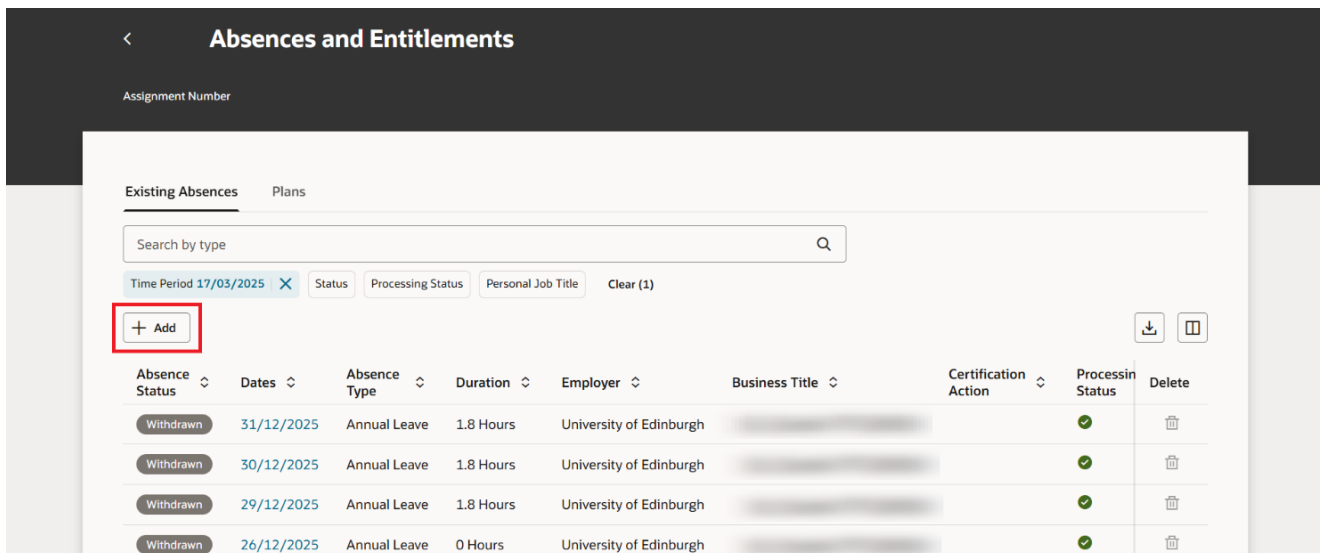 Absences and Entitlements
Assignment Number
Existing Absences Plans
Search by type
Time Period 17/03/2025 Status Processing Status Personal Job Title Clear (1)
+ Add
Absence Status Dates Absence Type Duration Employer Business Title Certification Action Processin Status Delete
Withdrawn 31/12/2025 Annual Leave 1.8 Hours University of Edinburgh
Withdrawn 30/12/2025 Annual Leave 1.8 Hours University of Edinburgh
Withdrawn 29/12/2025 Annual Leave 1.8 Hours University of Edinburgh
Withdrawn 26/12/2025 Annual Leave 0 Hours University of Edinburgh